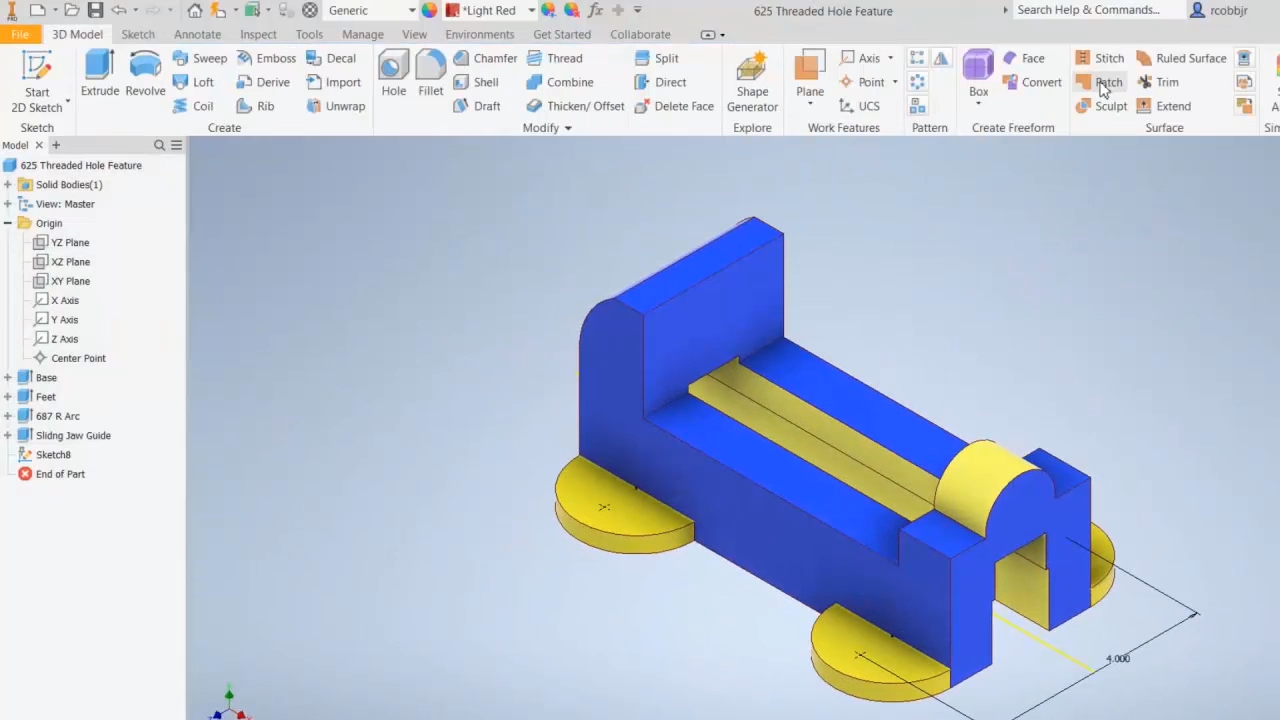 PRO Generic *Light Red 625 Threaded Hole Feature Search Help & Commands... rcobbjr
File 3D Model Sketch Annotate Inspect Tools Manage View Environments Get Started Collaborate
Start 2D Sketch
Extrude Revolve
Sweep Emboss Decal
Loft Derive Import
Coil Rib Unwrap
Hole Fillet
Chamfer Thread Split
Shell Combine Direct
Draft Thicken/ Offset Delete Face
Shape Generator
Plane
Axis
Point
UCS
Box
Face
Convert
Stitch Ruled Surface
Patch Trim
Sculpt Extend
Sketch Create Modify Explore Work Features Pattern Create Freeform Surface
Model
625 Threaded Hole Feature
Solid Bodies(1)
View: Master
Origin
YZ Plane
XZ Plane
XY Plane
X Axis
Y Axis
Z Axis
Center Point
Base
Feet
687 R Arc
Slidng Jaw Guide
Sketch8
End of Part
4.000